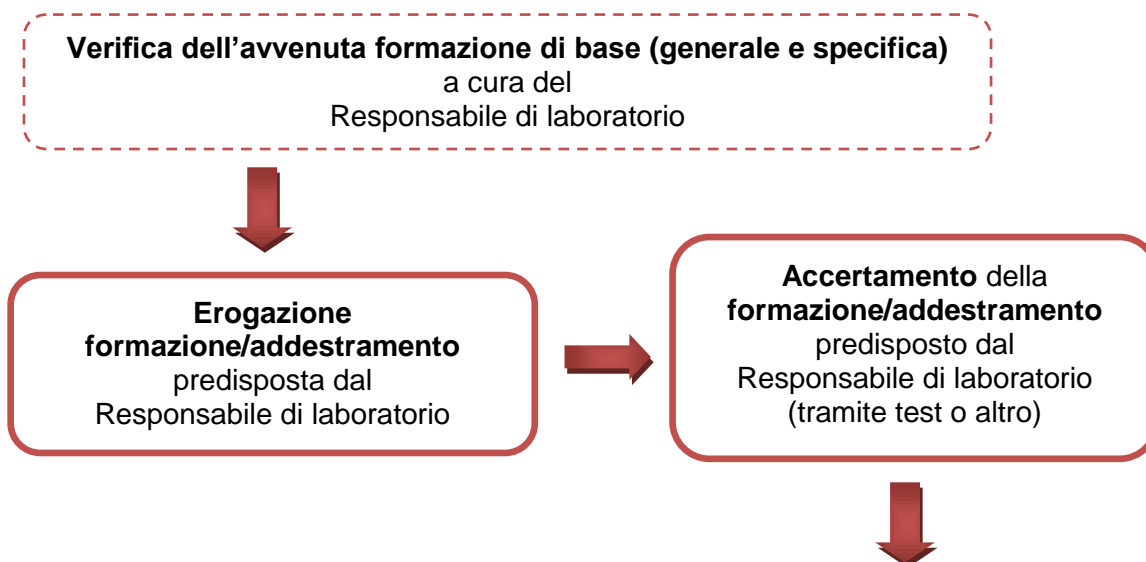 Verifica dell’avvenuta formazione di base (generale e specifica)
a cura del
Responsabile di laboratorio
Erogazione
formazione/addestramento
predisposta dal
Responsabile di laboratorio
Accertamento della
formazione/addestramento
predisposto dal
Responsabile di laboratorio
(tramite test o altro)